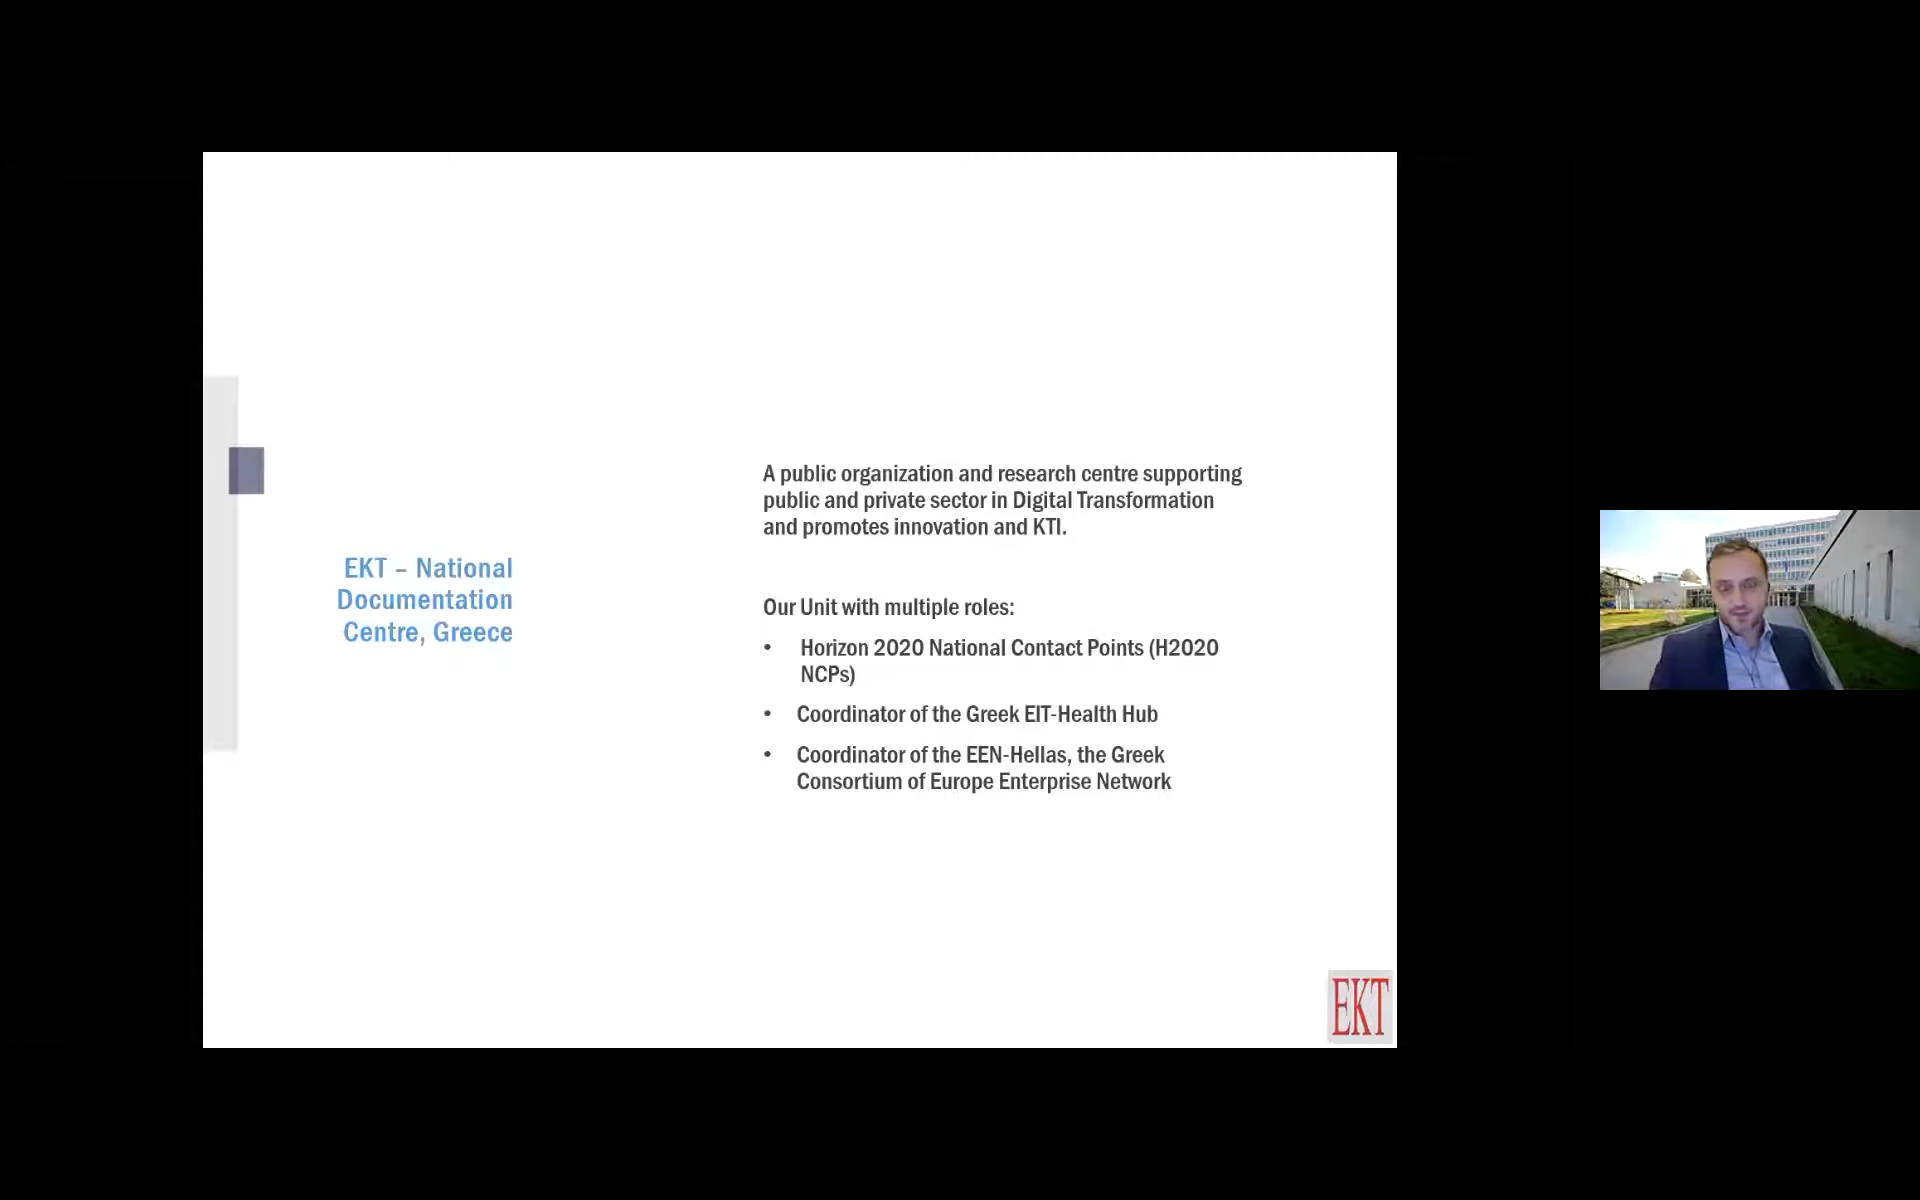 EKT – National
Documentation
Centre, Greece
A public organization and research centre supporting
public and private sector in Digital Transformation
and promotes innovation and KTI.
Our Unit with multiple roles:
• Horizon 2020 National Contact Points (H2020
NCPs)
• Coordinator of the Greek EIT-Health Hub
• Coordinator of the EEN-Hellas, the Greek
Consortium of Europe Enterprise Network
EKT